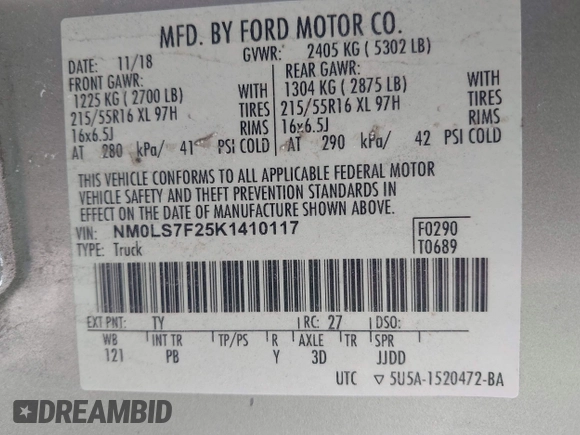 MFD. BY FORD MOTOR CO.
DATE: 11/18 GVWR: 2405 KG ( 5302 LB)
FRONT GAWR: REAR GAWR:
1225 KG ( 2700 LB) WITH 1304 KG ( 2875 LB) WITH
215/55R16 XL 97H TIRES 215/55R16 XL 97H TIRES
16x6.5J RIMS 16x6.5J RIMS
AT 280 kPa/ 41 PSI COLD AT 290 kPa/ 42 PSI COLD
THIS VEHICLE CONFORMS TO ALL APPLICABLE FEDERAL MOTOR
VEHICLE SAFETY AND THEFT PREVENTION STANDARDS IN
EFFECT ON THE DATE OF MANUFACTURE SHOWN ABOVE.
VIN: NM0LS7F25K1410117 F0290
TYPE: Truck T0689
EXT PNT: TY RC: 27 DSO:
WB INT TR TP/PS R AXLE TR SPR
121 PB Y 3D JJDD
UTC ▽ 5U5A-1520472-BA
DREAMBID